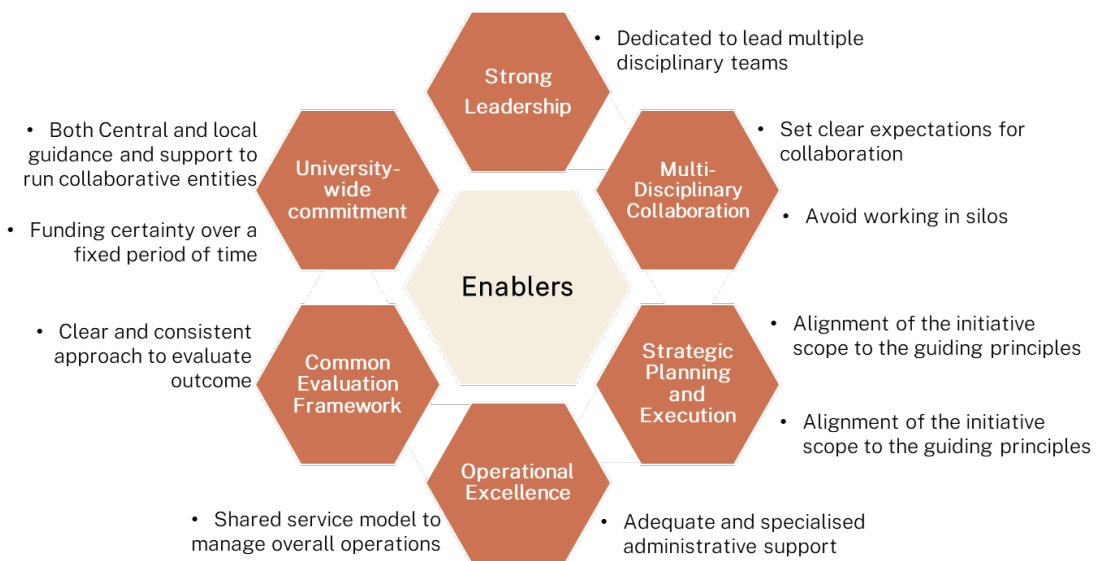 Strong
Leadership
• Dedicated to lead multiple
disciplinary teams
Multi-
Disciplinary
Collaboration
• Set clear expectations for
collaboration
• Avoid working in silos
Strategic
Planning
and
Execution
• Alignment of the initiative
scope to the guiding principles
• Alignment of the initiative
scope to the guiding principles
Operational
Excellence
• Adequate and specialised
administrative support
• Shared service model to
manage overall operations
Common
Evaluation
Framework
• Clear and consistent
approach to evaluate
outcome
University-
wide
commitment
• Both Central and local
guidance and support to
run collaborative entities
• Funding certainty over a
fixed period of time
Enablers